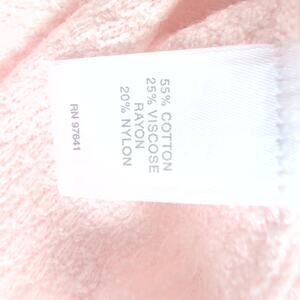 55% COTTON
25% VISCOSE
RAYON
20% NYLON
RN 97641